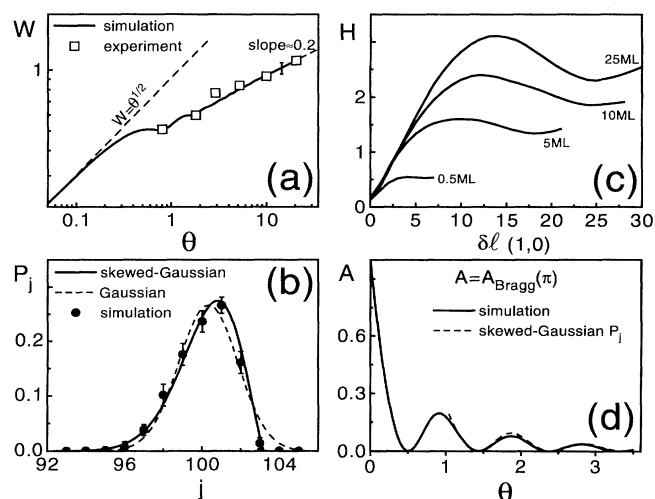 W
simulation
experiment
slope≈0.2
1
W=θ^1/2
(a)
0.1 1 10
θ
H
3
2
1
0
25ML
10ML
5ML
0.5ML
(c)
0 5 10 15 20 25 30
δℓ (1,0)
P_j
skewed-Gaussian
Gaussian
simulation
(b)
0.2
0.1
0.0
92 96 100 104
j
A
A=A_Bragg(π)
simulation
skewed-Gaussian P_j
0.9
0.6
0.3
0.0
(d)
0 1 2 3
θ